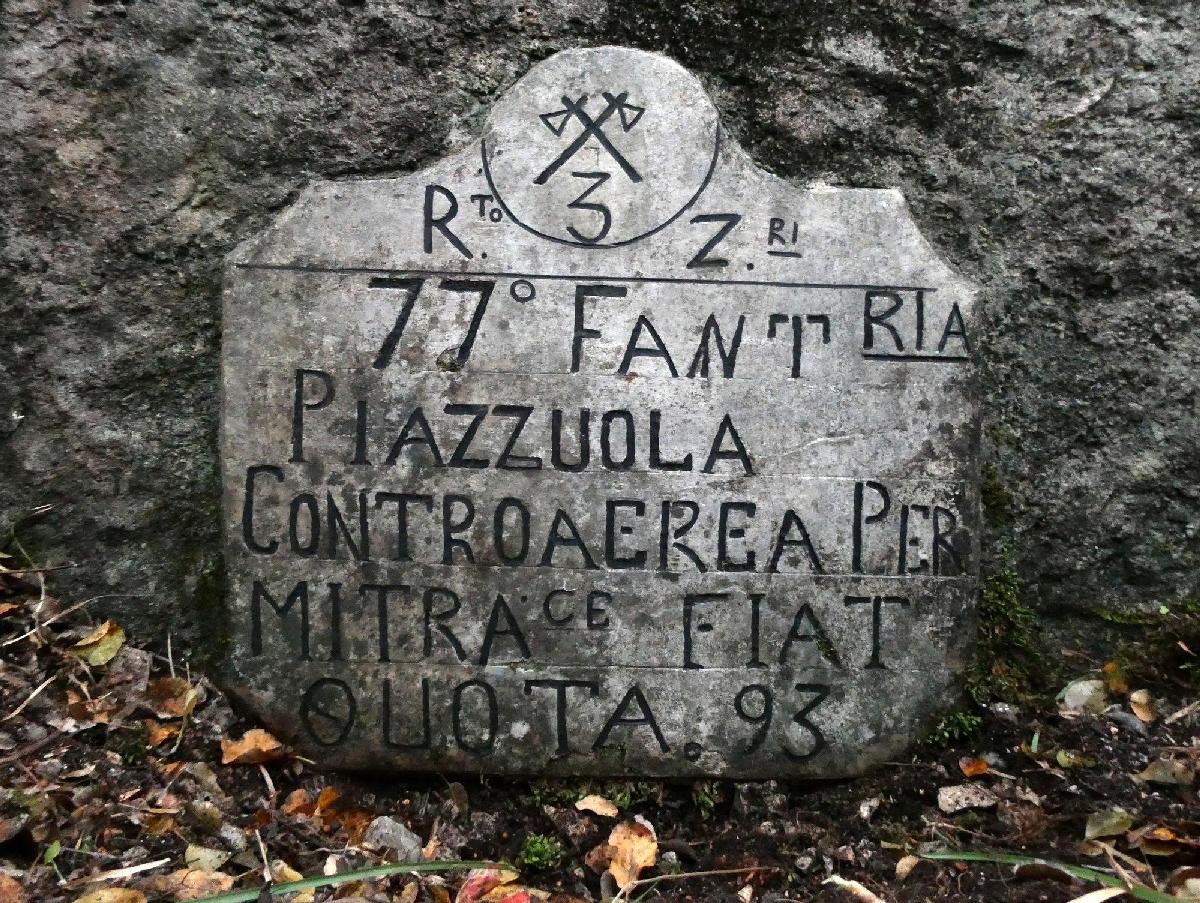 3
R.TO Z.RI
77° FANTRIA
PIAZZUOLA
CONTROAEREA PER
MITRA CE FIAT
QUOTA. 93